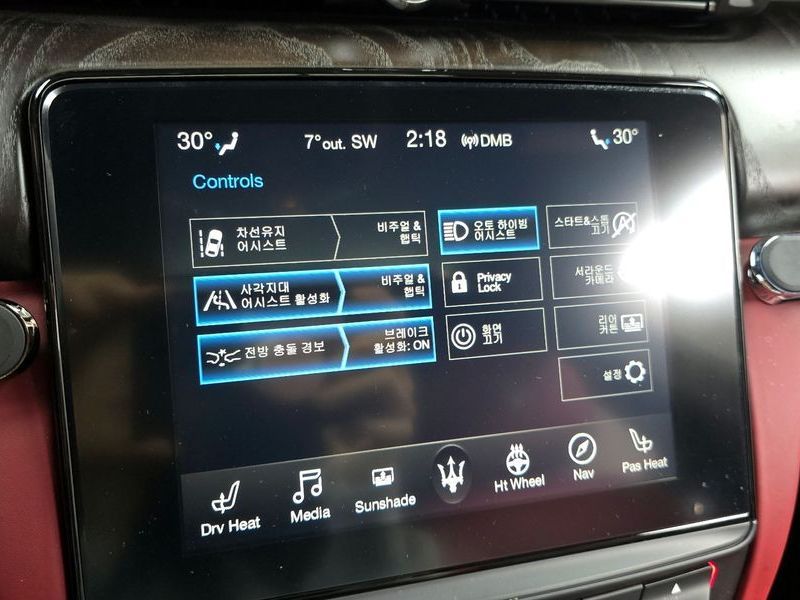 30° 7°out. SW 2:18 DMB 30°
Controls
차선유지
어시스트
비주얼 &
햅틱
오토 하이빔
어시스트
스타트&스톱
끄기
사각지대
어시스트 활성화
비주얼 &
햅틱
Privacy
Lock
서라운드
카메라
전방 충돌 경보
브레이크
활성화: ON
화면
끄기
리어
커튼
설정
Drv Heat
Media
Sunshade
Ht Wheel
Nav
Pas Heat